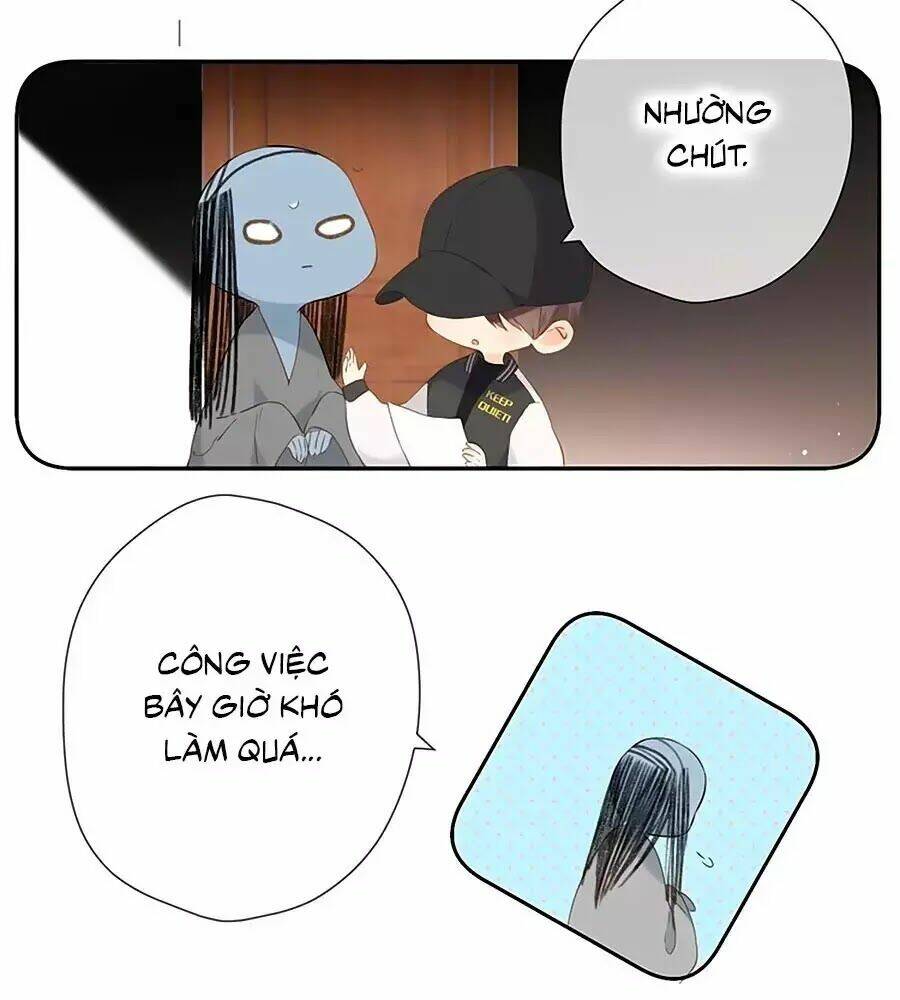 NHƯỜNG
CHÚT.
KEEP
QUIET!
CÔNG VIỆC
BÂY GIỜ KHÓ
LÀM QUÁ...